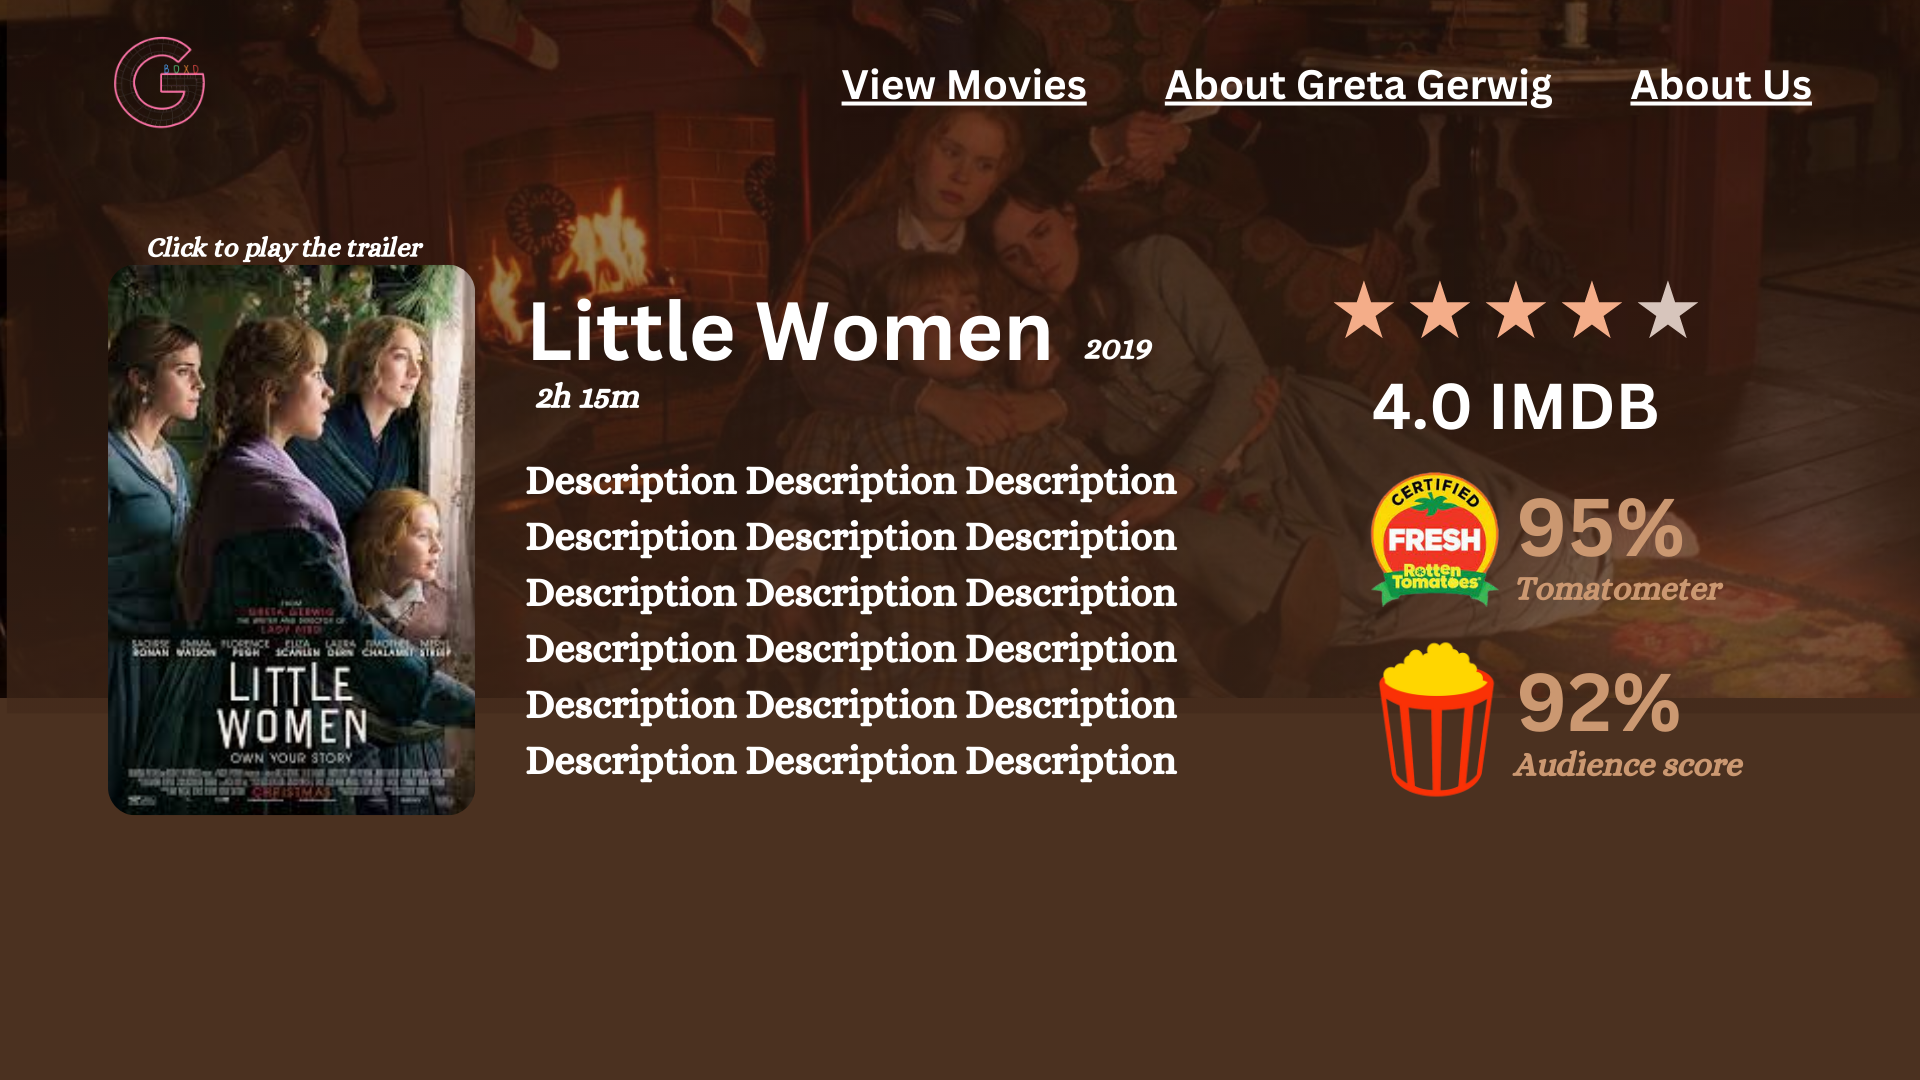 BOXD
View Movies
About Greta Gerwig
About Us
Click to play the trailer
Little Women
2019
2h 15m
Description Description Description
Description Description Description
Description Description Description
Description Description Description
Description Description Description
Description Description Description
4.0 IMDB
CERTIFIED
FRESH
Rotten
Tomatoes
95%
Tomatometer
92%
Audience score
FROM
GRETA GERWIG
THE WRITER AND DIRECTOR OF
LADY BIRD
SAOIRSE EMMA FLORENCE ELIZA LAURA TIMOTHÉE MERYL
RONAN WATSON PUGH SCANLEN DERN CHALAMET STREEP
LITTLE
WOMEN
OWN YOUR STORY
CHRISTMAS